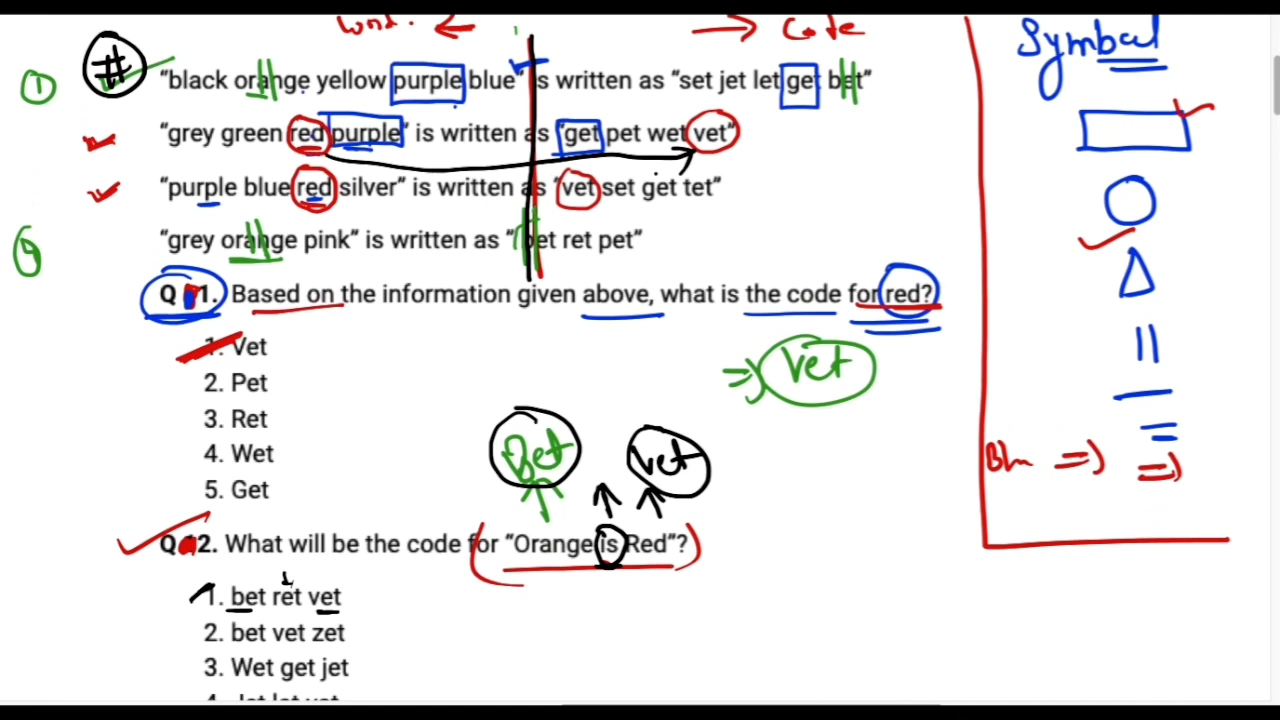 Code
Symbol
#
① "black orange yellow purple blue" is written as "set jet let get bet"
"grey green red purple" is written as "get pet wet vet"
"purple blue red silver" is written as "vet set get tet"
"grey orange pink" is written as "bet ret pet"
Q 1. Based on the information given above, what is the code for red?
1. Vet
2. Pet
3. Ret
4. Wet
5. Get
=) Vet
Bet vet
Q 2. What will be the code for "Orange is Red"?
1. bet ret vet
2. bet vet zet
3. Wet get jet